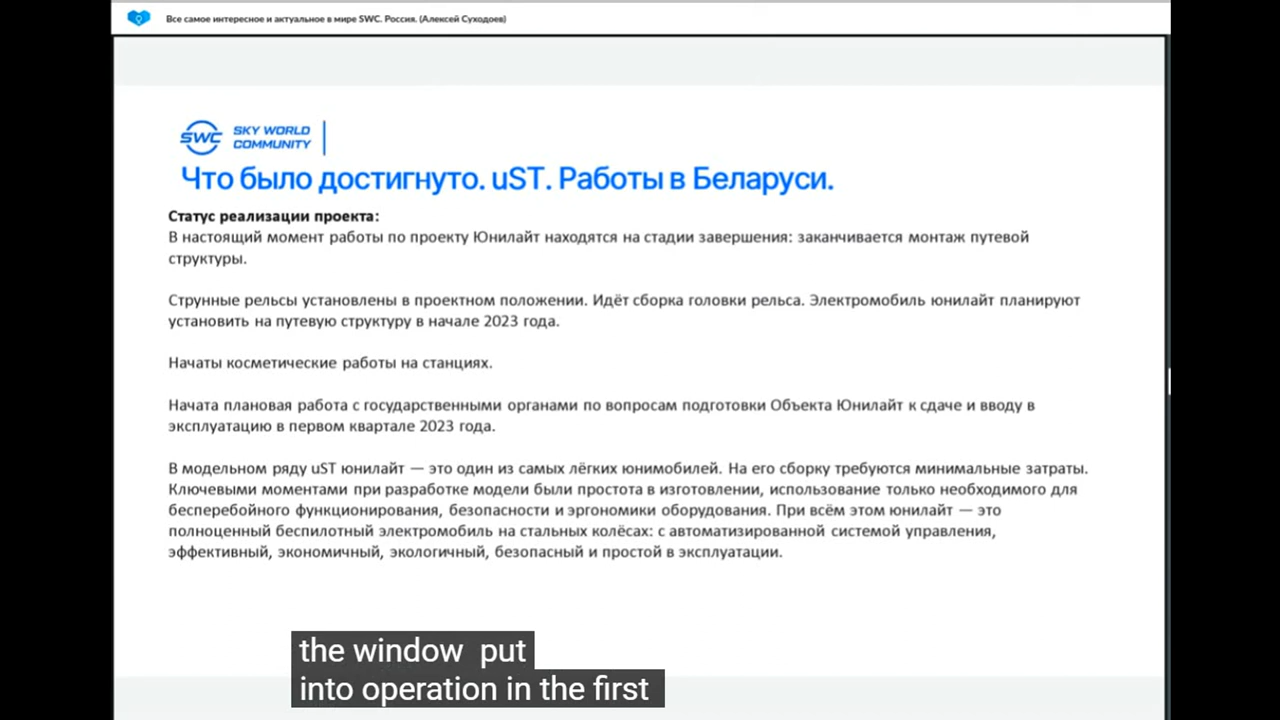 Все самое интересное и актуальное в мире SWC. Россия. (Алексей Суходоев)
SWC SKY WORLD
COMMUNITY
Что было достигнуто. uST. Работы в Беларуси.
Статус реализации проекта:
В настоящий момент работы по проекту Юнилайт находятся на стадии завершения: заканчивается монтаж путевой
структуры.
Струнные рельсы установлены в проектном положении. Идёт сборка головки рельса. Электромобиль юнилайт планируют
установить на путевую структуру в начале 2023 года.
Начаты косметические работы на станциях.
Начата плановая работа с государственными органами по вопросам подготовки Объекта Юнилайт к сдаче и вводу в
эксплуатацию в первом квартале 2023 года.
В модельном ряду uST юнилайт — это один из самых лёгких юнимобилей. На его сборку требуются минимальные затраты.
Ключевыми моментами при разработке модели были простота в изготовлении, использование только необходимого для
бесперебойного функционирования, безопасности и эргономики оборудования. При всём этом юнилайт — это
полноценный беспилотный электромобиль на стальных колёсах: с автоматизированной системой управления,
эффективный, экономичный, экологичный, безопасный и простой в эксплуатации.
the window put
into operation in the first